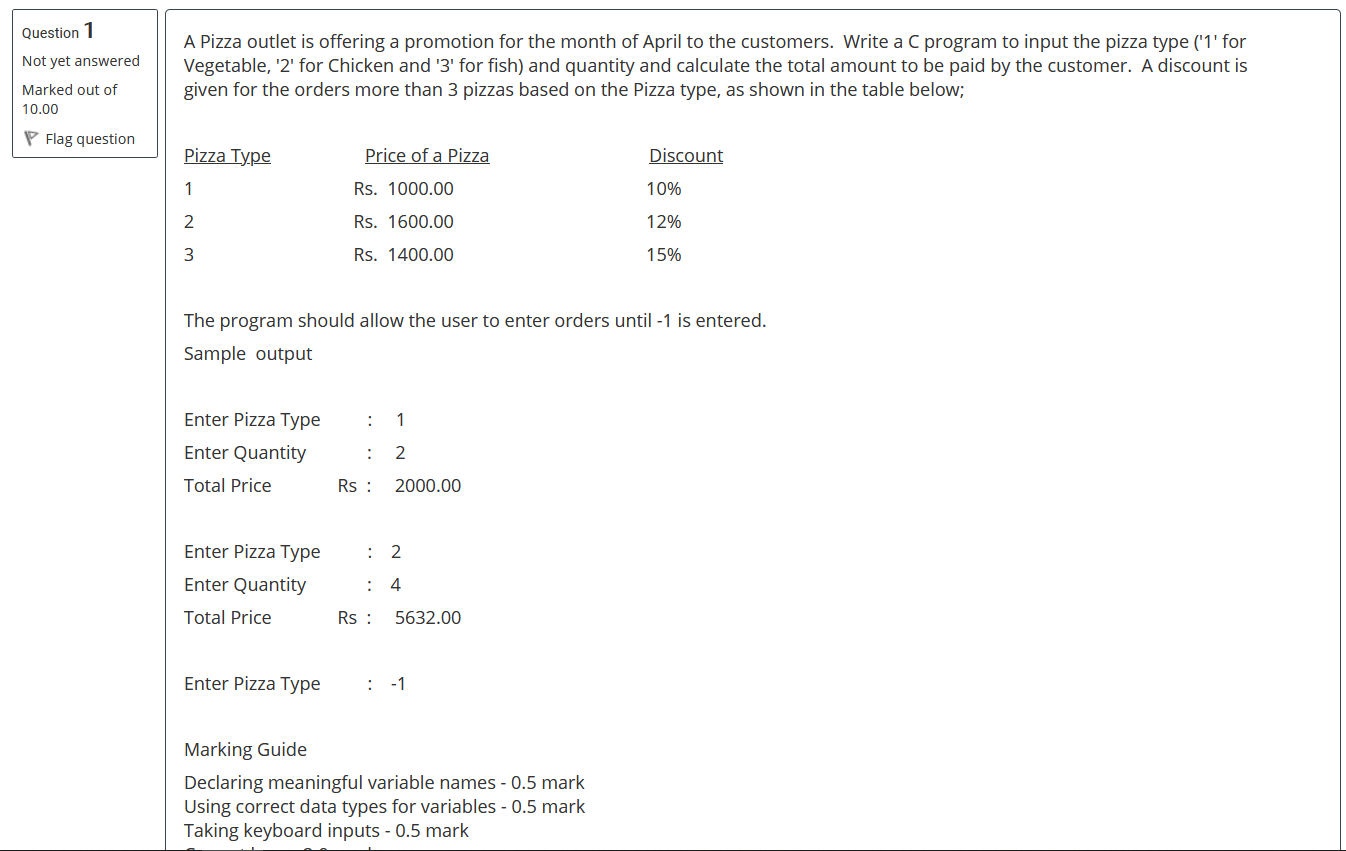 Question 1
Not yet answered
Marked out of
10.00
Flag question
A Pizza outlet is offering a promotion for the month of April to the customers. Write a C program to input the pizza type ('1' for
Vegetable, '2' for Chicken and '3' for fish) and quantity and calculate the total amount to be paid by the customer. A discount is
given for the orders more than 3 pizzas based on the Pizza type, as shown in the table below;
Pizza Type Price of a Pizza Discount
1 Rs. 1000.00 10%
2 Rs. 1600.00 12%
3 Rs. 1400.00 15%
The program should allow the user to enter orders until -1 is entered.
Sample output
Enter Pizza Type : 1
Enter Quantity : 2
Total Price Rs : 2000.00
Enter Pizza Type : 2
Enter Quantity : 4
Total Price Rs : 5632.00
Enter Pizza Type : -1
Marking Guide
Declaring meaningful variable names - 0.5 mark
Using correct data types for variables - 0.5 mark
Taking keyboard inputs - 0.5 mark